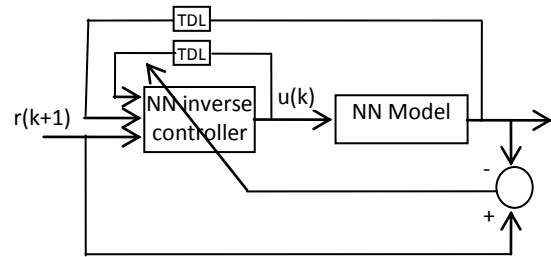 TDL
TDL
NN inverse
controller
u(k)
NN Model
r(k+1)
-
+